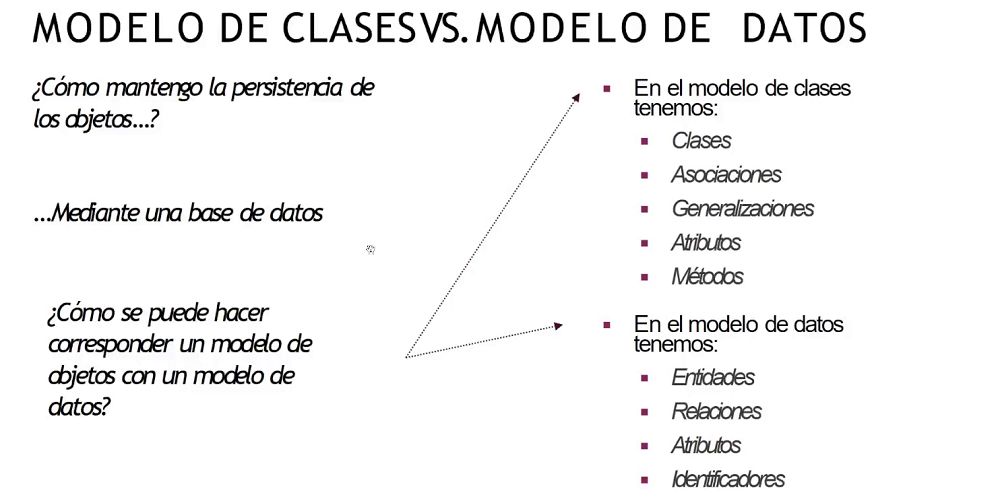 MODELO DE CLASES VS. MODELO DE DATOS
¿Cómo mantengo la persistencia de
los objetos...?
...Mediante una base de datos
¿Cómo se puede hacer
corresponder un modelo de
objetos con un modelo de
datos?
▪ En el modelo de clases
tenemos:
▪ Clases
▪ Asociaciones
▪ Generalizaciones
▪ Atributos
▪ Métodos
▪ En el modelo de datos
tenemos:
▪ Entidades
▪ Relaciones
▪ Atributos
▪ Identificadores